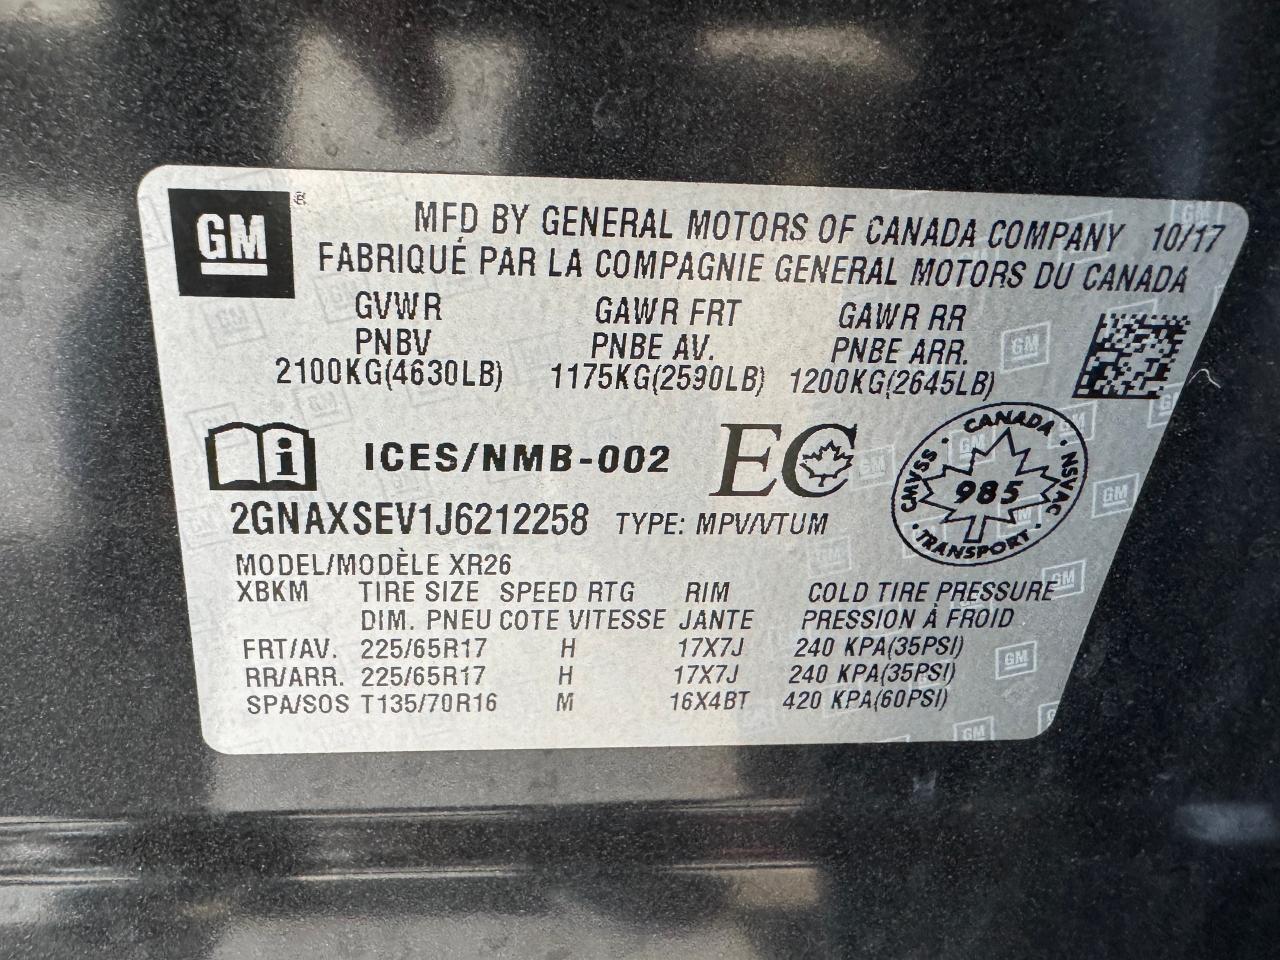 GM
MFD BY GENERAL MOTORS OF CANADA COMPANY 10/17
FABRIQUÉ PAR LA COMPAGNIE GENERAL MOTORS DU CANADA
GVWR GAWR FRT GAWR RR
PNBV PNBE AV. PNBE ARR.
2100KG(4630LB) 1175KG(2590LB) 1200KG(2645LB)
i ICES/NMB-002 EC
CANADA
CMVSS 985 NSVAC
TRANSPORT
2GNAXSEV1J6212258 TYPE: MPV/VTUM
MODEL/MODÈLE XR26
XBKM TIRE SIZE SPEED RTG RIM COLD TIRE PRESSURE
DIM. PNEU COTE VITESSE JANTE PRESSION À FROID
FRT/AV. 225/65R17 H 17X7J 240 KPA(35PSI)
RR/ARR. 225/65R17 H 17X7J 240 KPA(35PSI)
SPA/SOS T135/70R16 M 16X4BT 420 KPA(60PSI)